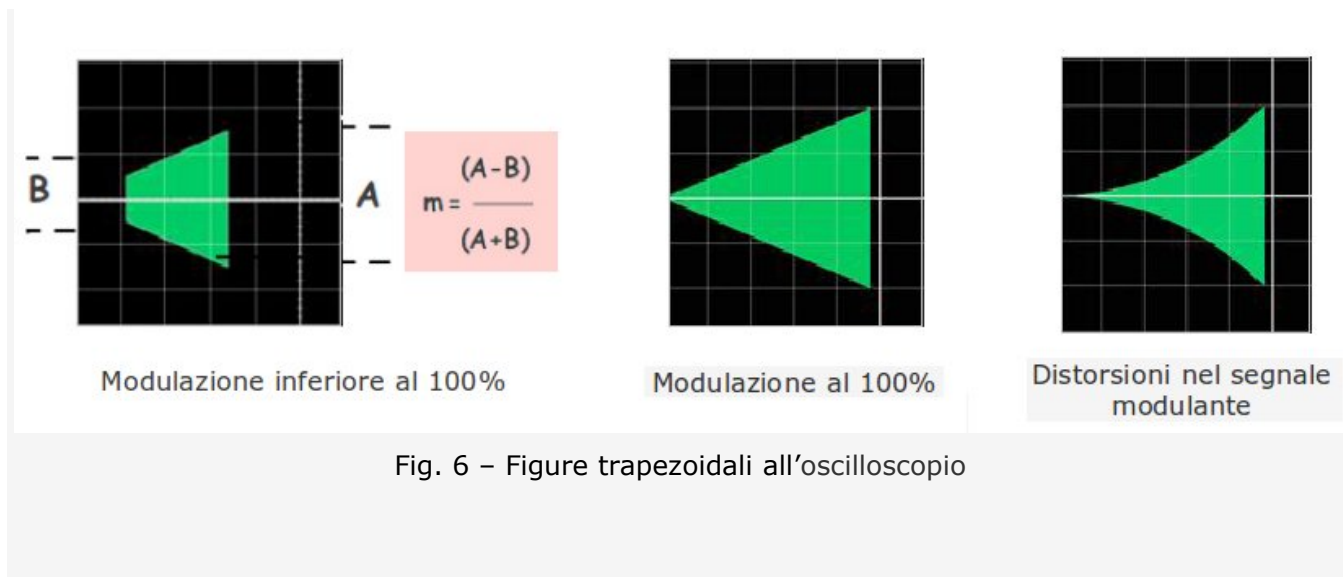 B
A
(A-B)
m =
(A+B)
Modulazione inferiore al 100%
Modulazione al 100%
Distorsioni nel segnale
modulante
Fig. 6 – Figure trapezoidali all’oscilloscopio